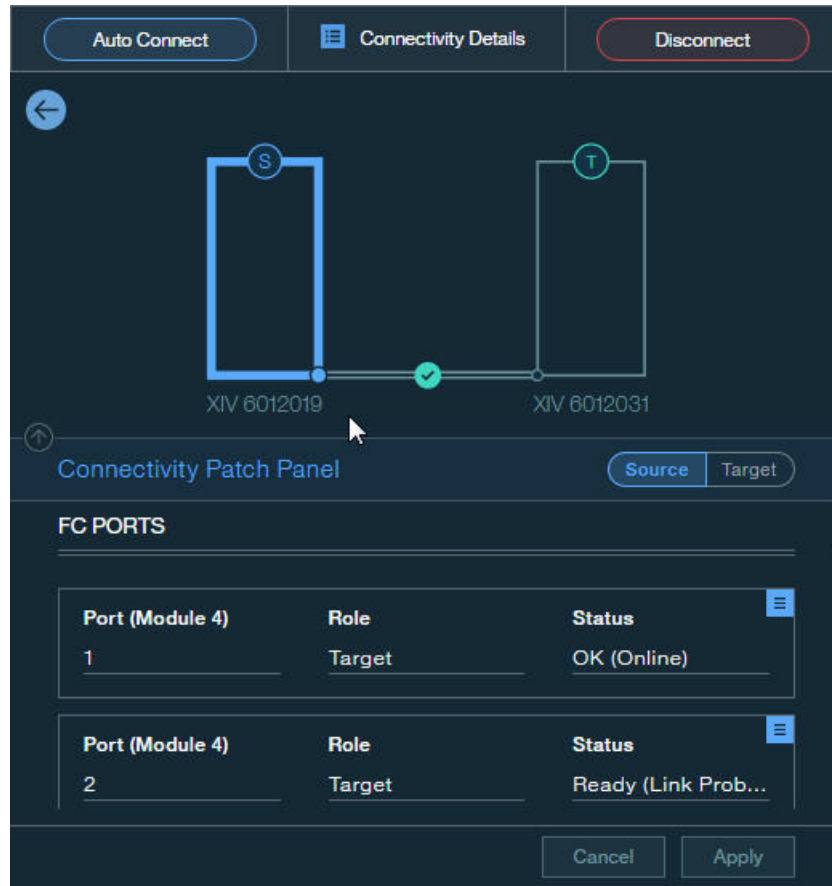 Auto Connect
Connectivity Details
Disconnect
S
T
XIV 6012019
XIV 6012031
Connectivity Patch Panel
Source
Target
FC PORTS
Port (Module 4) Role Status
1 Target OK (Online)
Port (Module 4) Role Status
2 Target Ready (Link Prob...
Cancel
Apply